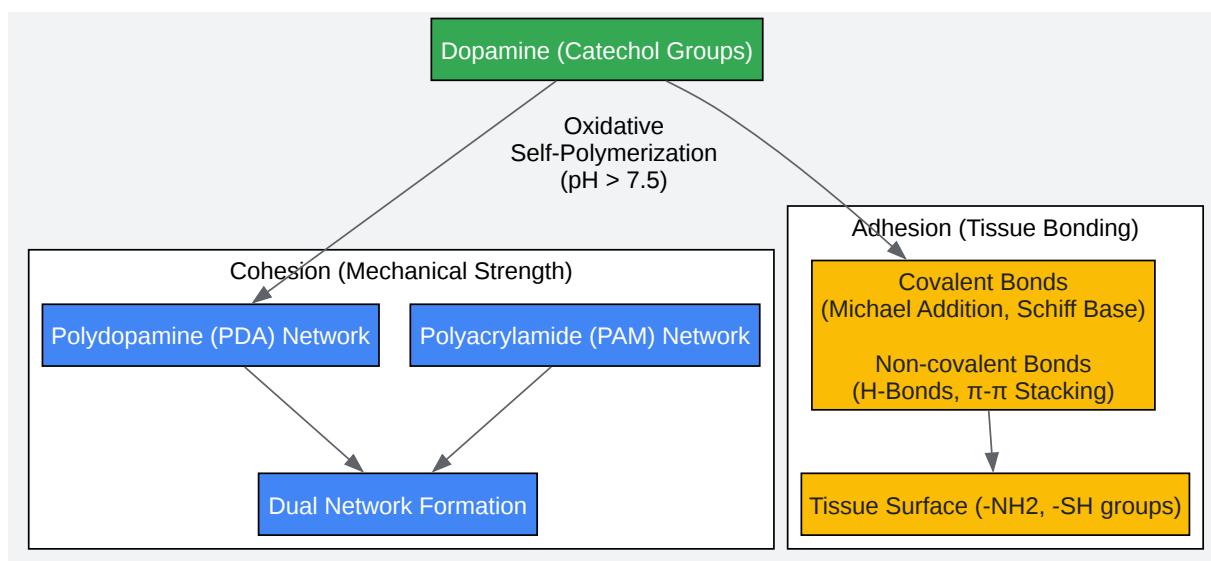 Dopamine (Catechol Groups)
Oxidative
Self-Polymerization
(pH > 7.5)
Cohesion (Mechanical Strength)
Polydopamine (PDA) Network
Polyacrylamide (PAM) Network
Dual Network Formation
Adhesion (Tissue Bonding)
Covalent Bonds
(Michael Addition, Schiff Base)
Non-covalent Bonds
(H-Bonds, π-π Stacking)
Tissue Surface (-NH2, -SH groups)